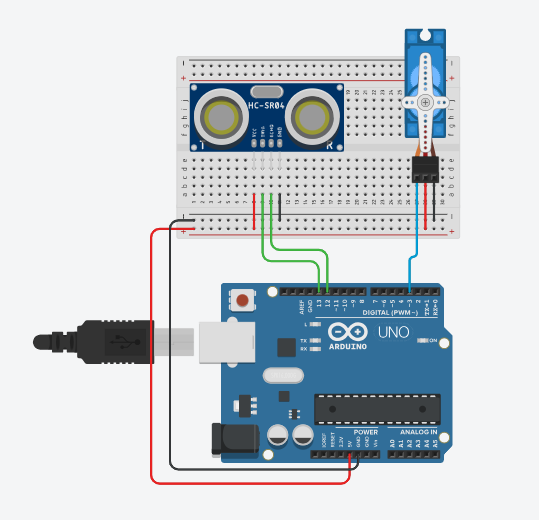 HC-SR04
VCC
TRIG
ECHO
GND
T
R
AREF
GND
13
12
~11
~10
~9
8
7
~6
~5
4
~3
2
TX→1
RX←0
DIGITAL (PWM~)
L
TX
RX
ARDUINO
UNO
ON
IOREF
RESET
3.3V
5V
GND
GND
VIN
POWER
ANALOG IN
A0
A1
A2
A3
A4
A5